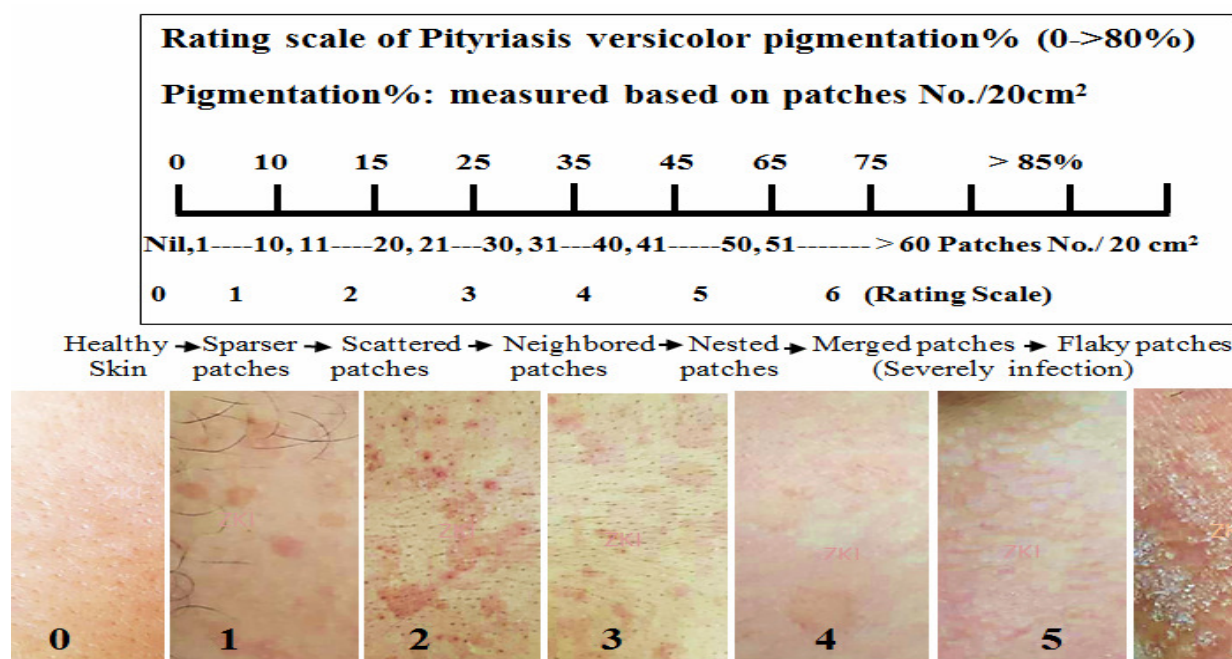 Rating scale of Pityriasis versicolor pigmentation% (0->80%)
Pigmentation%: measured based on patches No./20cm²
0 10 15 25 35 45 65 75 > 85%
Nil,1----10, 11----20, 21---30, 31---40, 41-----50, 51------- > 60 Patches No./ 20 cm²
0 1 2 3 4 5 6 (Rating Scale)
Healthy Sparser Scattered Neighbored Nested Merged patches Flaky patches
Skin patches patches patches patches (Severely infection)
ZKI ZKI ZKI ZKI
0 1 2 3 4 5